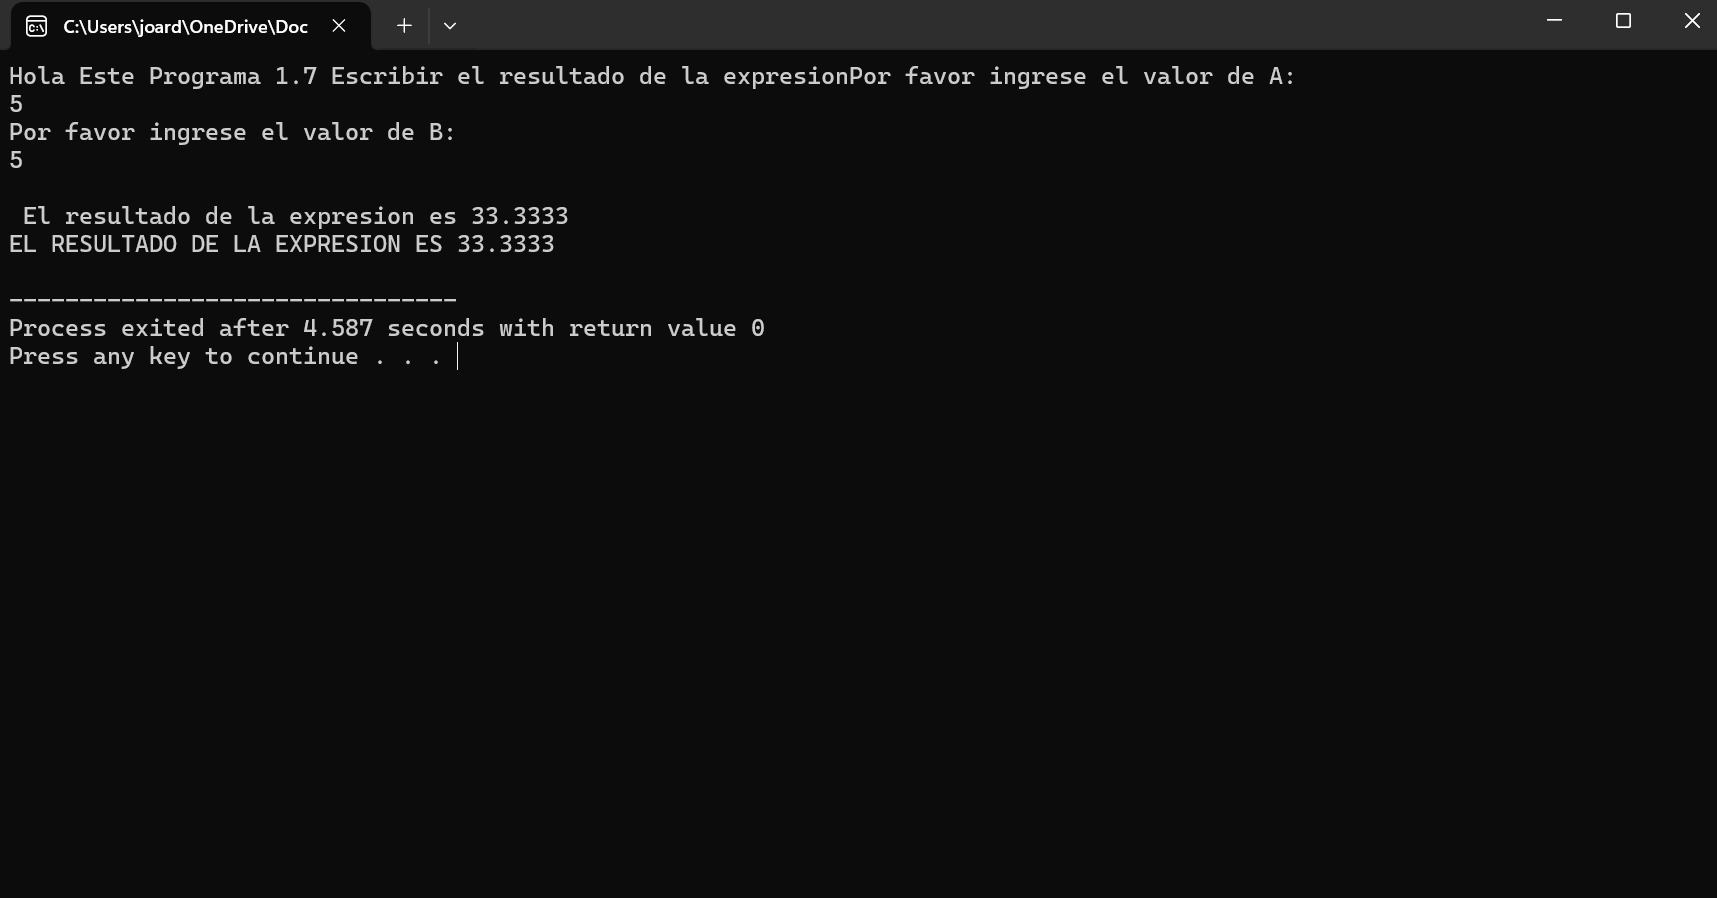 C:\Users\joard\OneDrive\Doc
Hola Este Programa 1.7 Escribir el resultado de la expresionPor favor ingrese el valor de A:
5
Por favor ingrese el valor de B:
5
El resultado de la expresion es 33.3333
EL RESULTADO DE LA EXPRESION ES 33.3333
--------------------------------
Process exited after 4.587 seconds with return value 0
Press any key to continue . . .